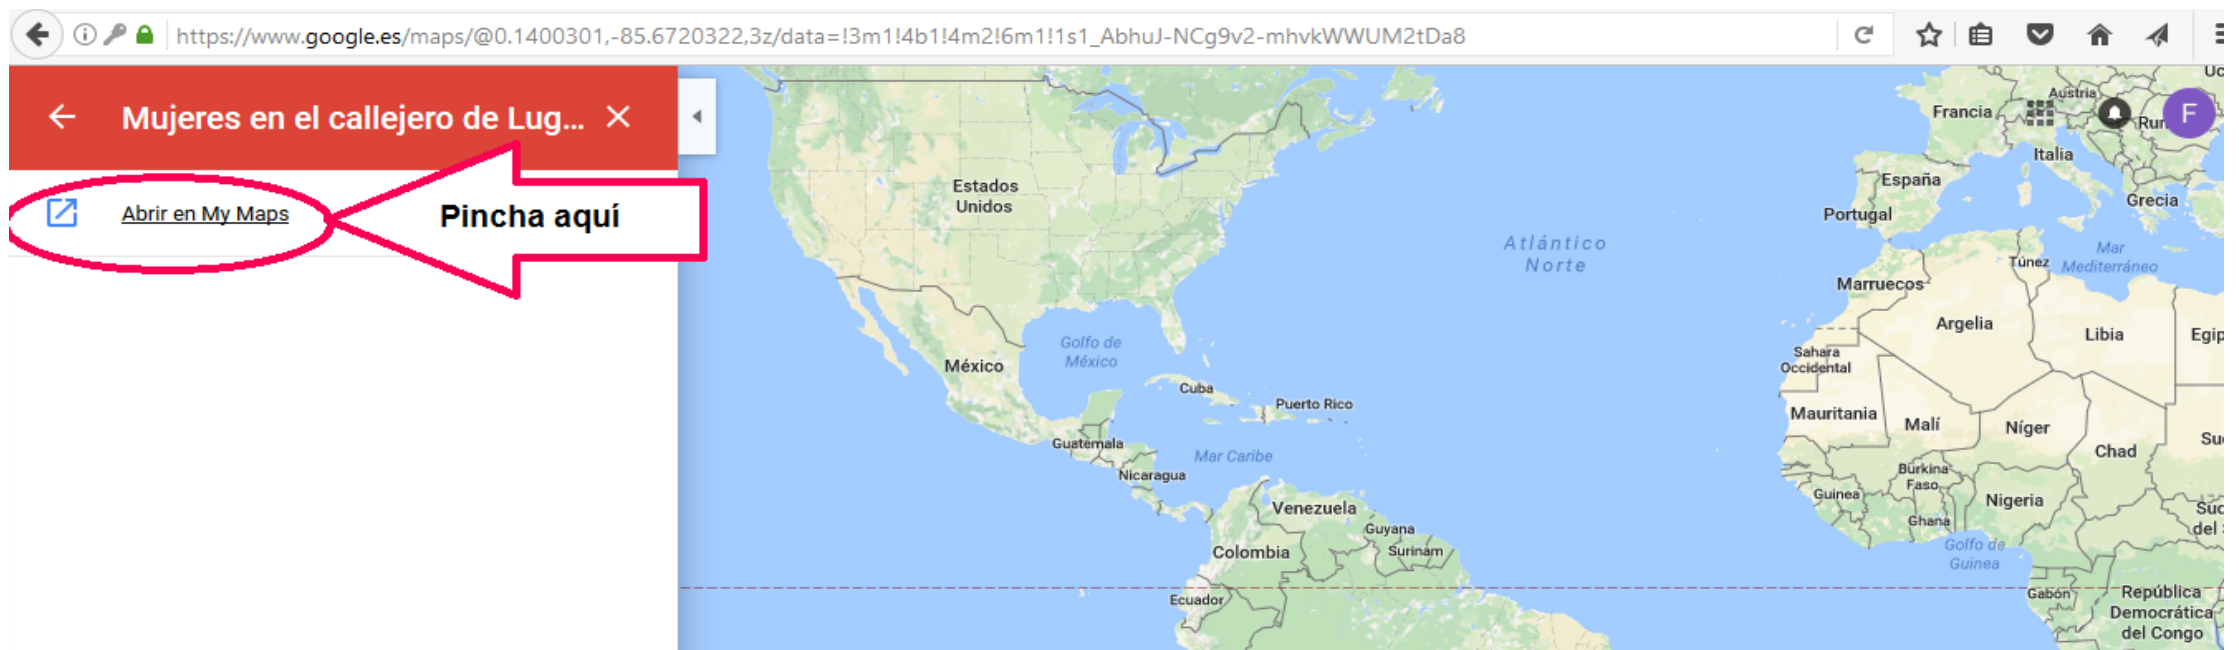 https://www.google.es/maps/@0.1400301,-85.6720322,3z/data=!3m1!4b1!4m2!6m1!1s1_AbhuJ-NCg9v2-mhvkWWUM2tDa8
Mujeres en el callejero de Lug...
Abrir en My Maps
Pincha aquí
Estados
Unidos
México
Golfo de
México
Cuba
Puerto Rico
Guatemala
Nicaragua
Mar Caribe
Venezuela
Guyana
Colombia
Surinam
Ecuador
Atlántico
Norte
Francia
Austria
F
Italia
España
Grecia
Portugal
Mar
Mediterráneo
Túnez
Marruecos
Argelia
Libia
Egip
Sahara
Occidental
Mauritania
Malí
Níger
Chad
Su
Burkina
Faso
Guinea
Nigeria
Ghana
Golfo de
Guinea
Gabón
República
Democrática
del Congo